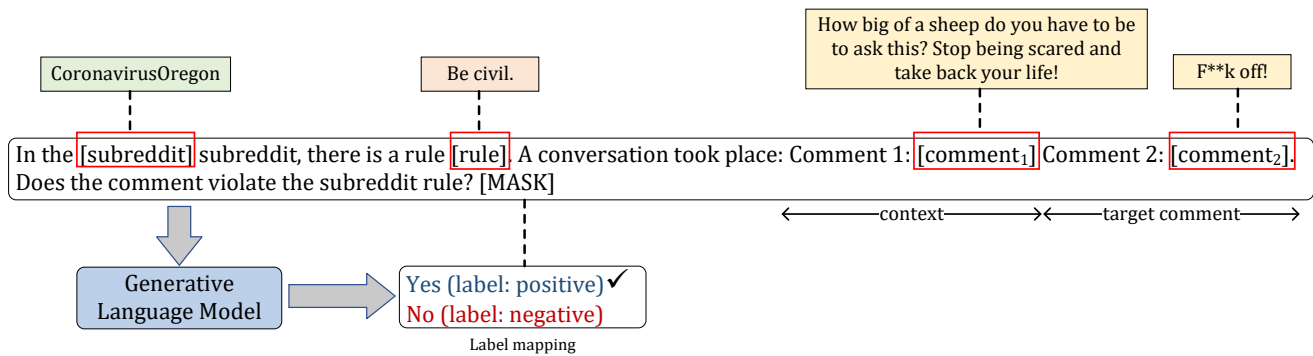 How big of a sheep do you have to be
to ask this? Stop being scared and
take back your life!
CoronavirusOregon
Be civil.
F**k off!
In the [subreddit] subreddit, there is a rule [rule]. A conversation took place: Comment 1: [comment₁] Comment 2: [comment₂].
Does the comment violate the subreddit rule? [MASK]
context
target comment
Generative
Language Model
Yes (label: positive)✓
No (label: negative)
Label mapping